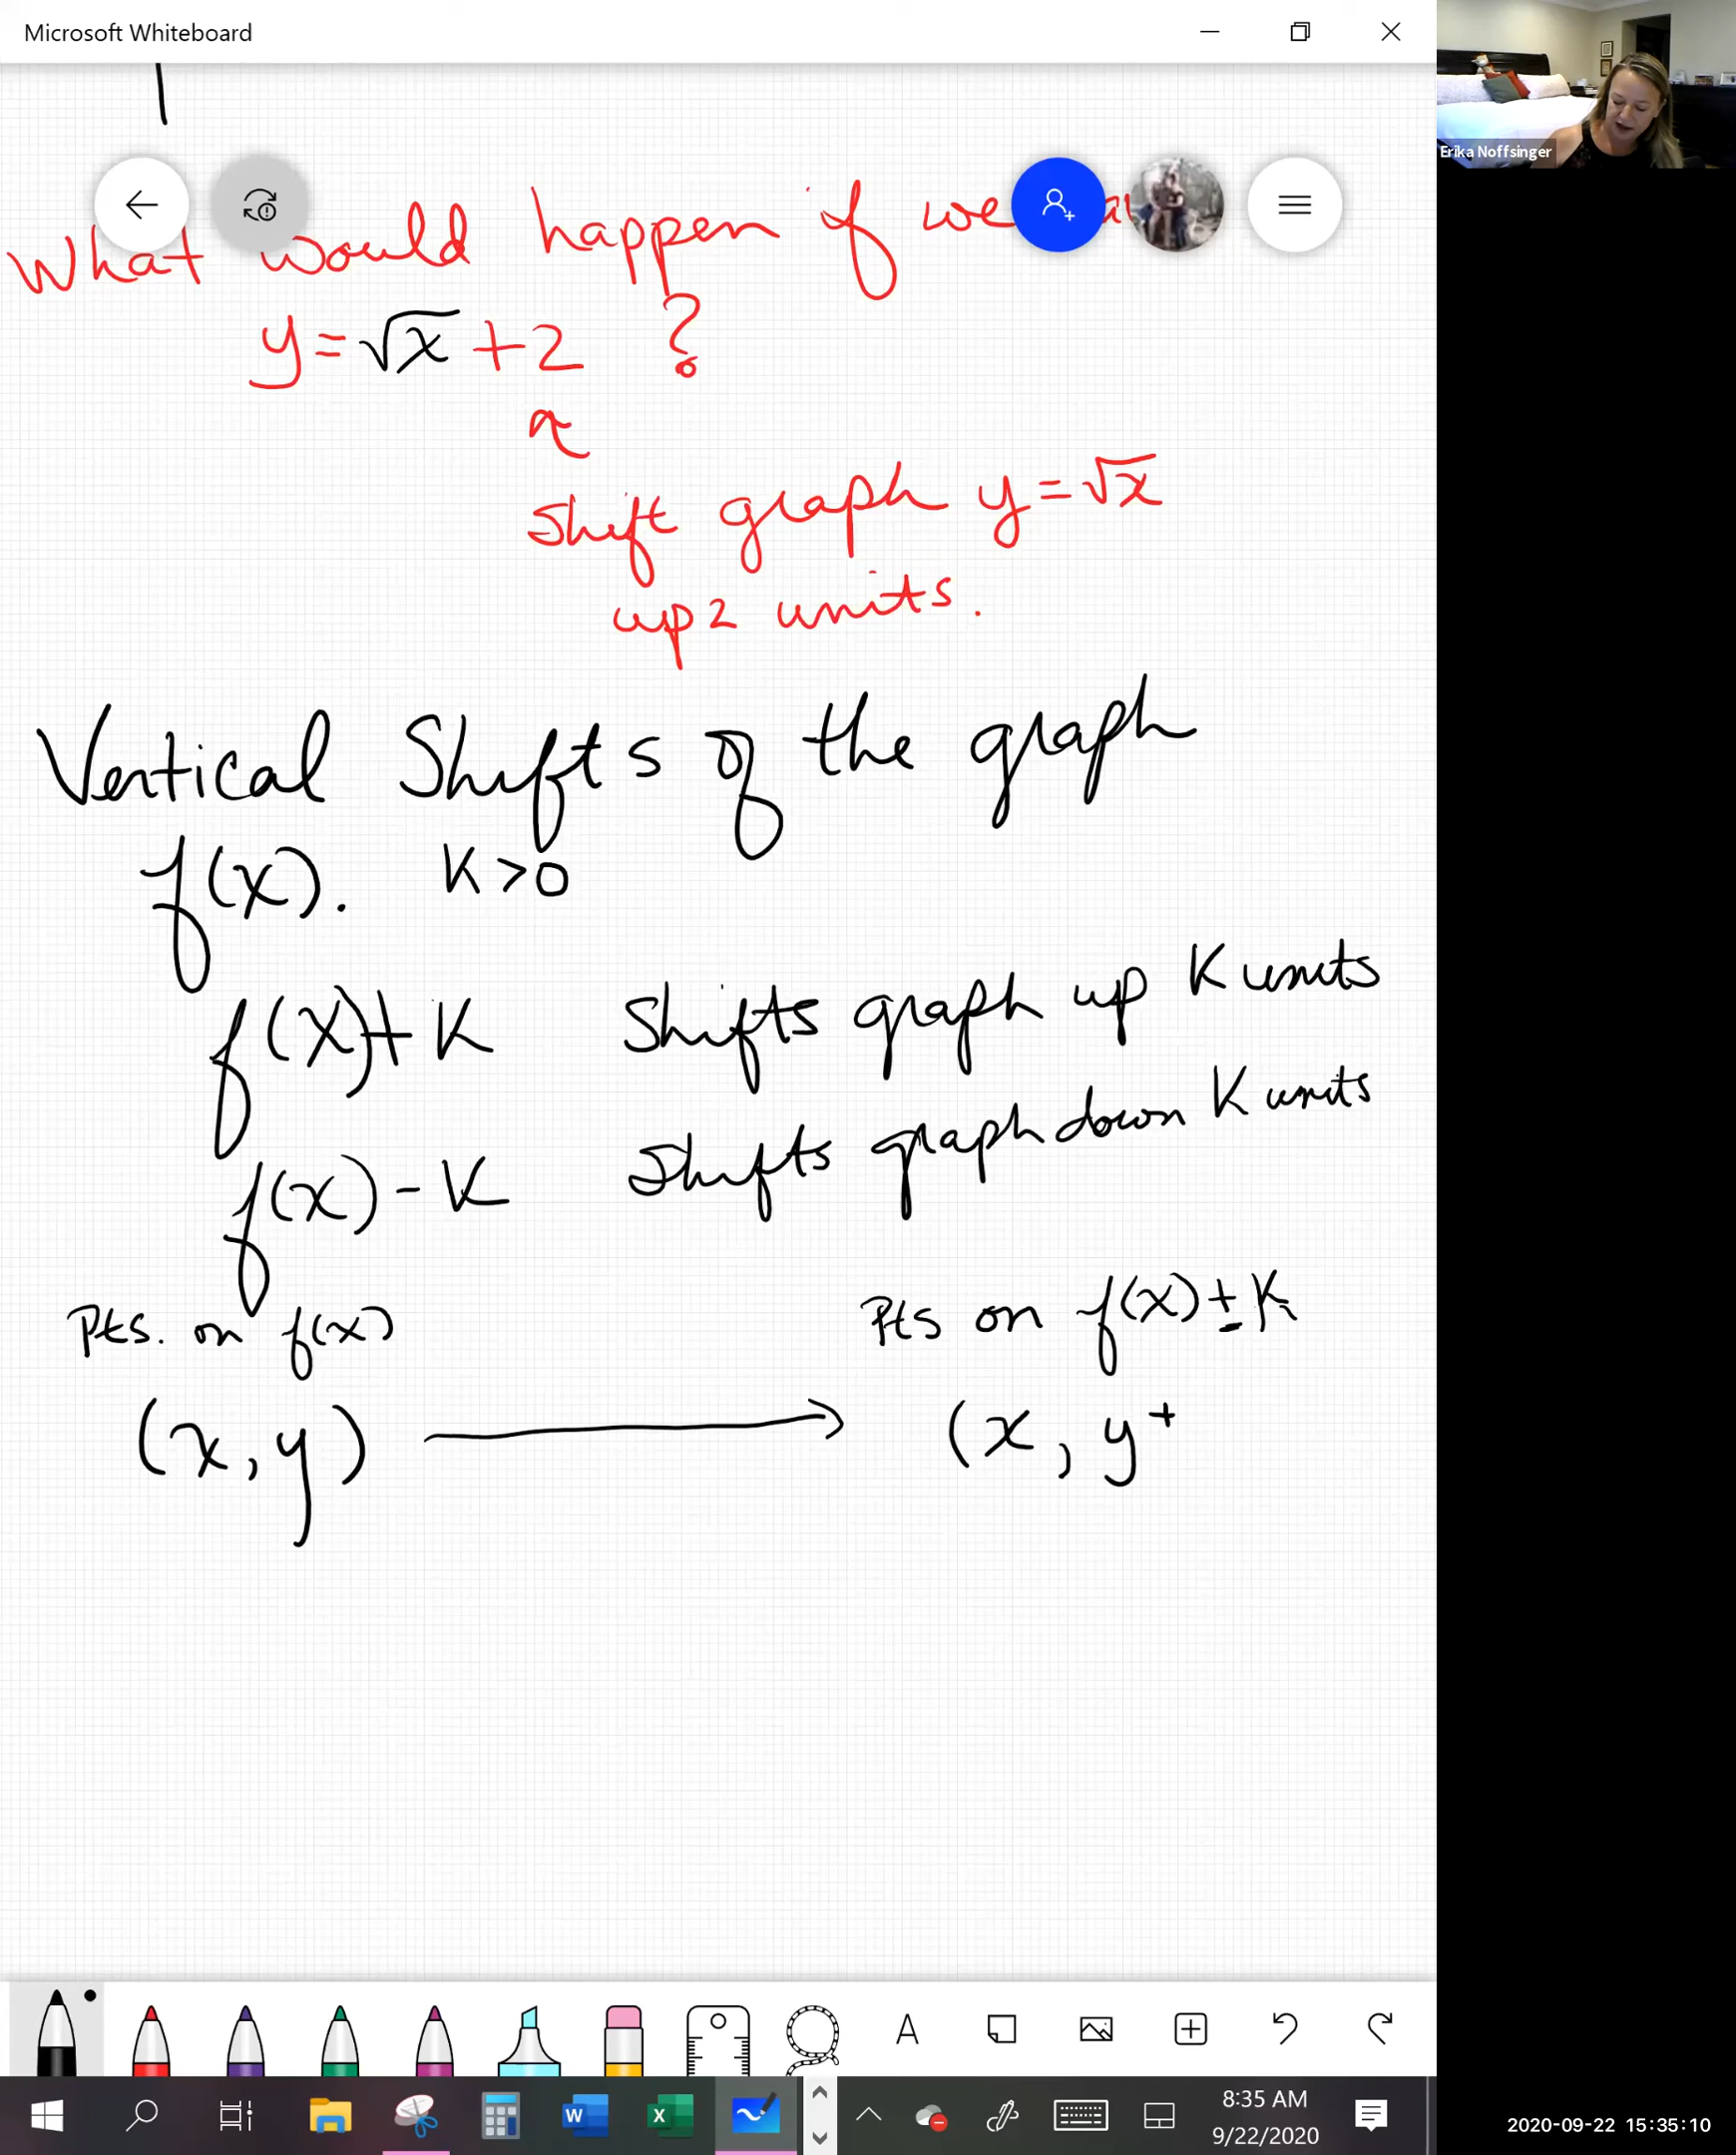 Microsoft Whiteboard
Erika Noffsinger
What would happen if we
y = √x + 2 ?
shift graph y = √x
up 2 units.
Vertical Shifts of the graph
f(x). K > 0
f(x) + K Shifts graph up K units
f(x) - K Shifts graph down K units
Pts. on f(x) Pts on f(x) ± K
(x, y) → (x, y +
8:35 AM
9/22/2020
2020-09-22 15:35:10